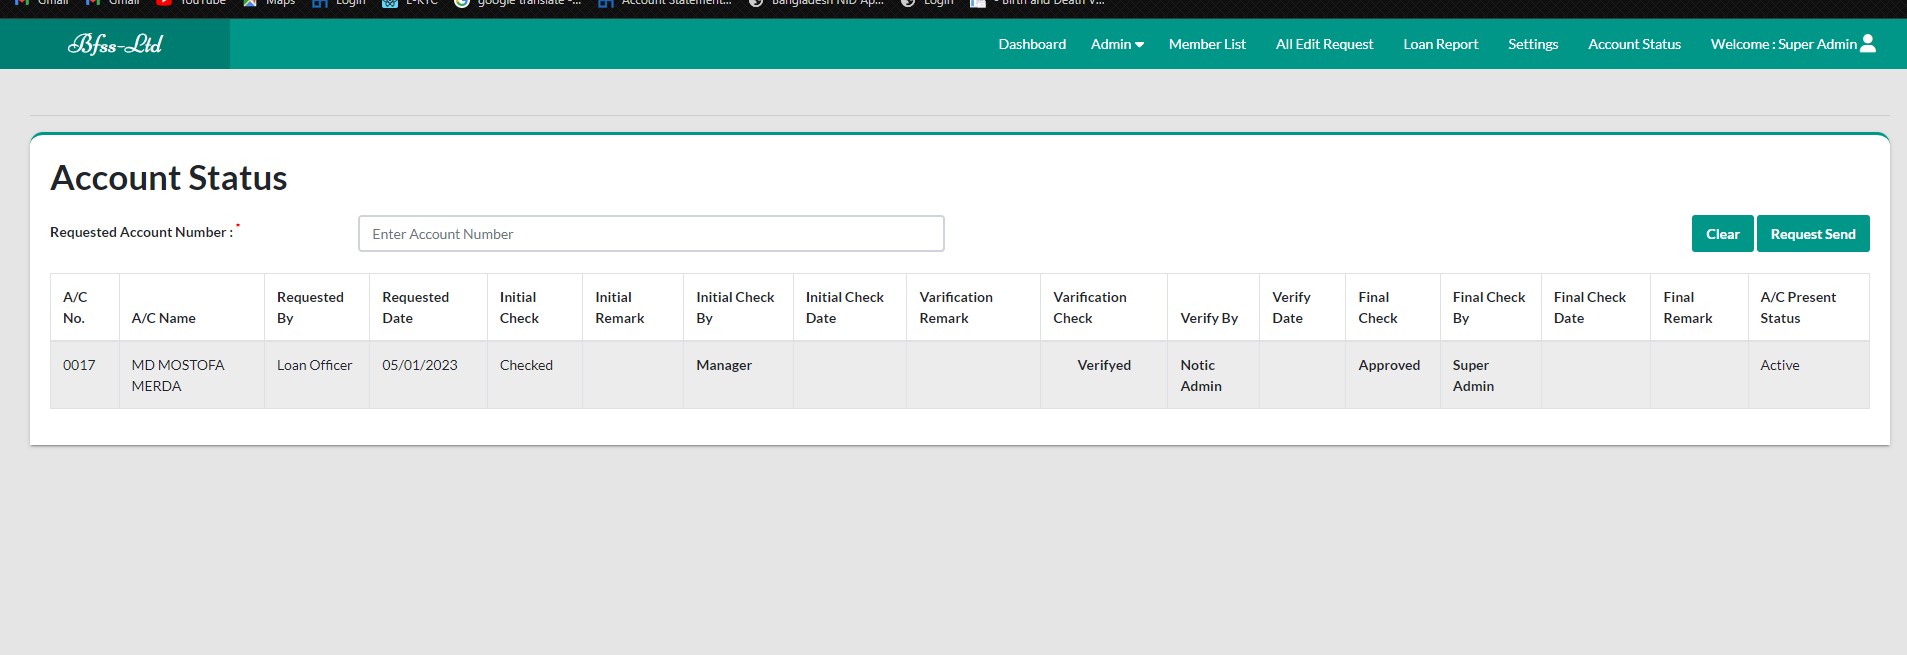 Gmail Gmail YouTube Maps Login E-KYC google translate -... Account Statement... Bangladesh NID Ap... Login - Birth and Death V...
Bfss-Ltd
Dashboard Admin Member List All Edit Request Loan Report Settings Account Status Welcome : Super Admin
Account Status
Requested Account Number : *
Enter Account Number
Clear Request Send
A/C No. A/C Name Requested By Requested Date Initial Check Initial Remark Initial Check By Initial Check Date Varification Remark Varification Check Verify By Verify Date Final Check Final Check By Final Check Date Final Remark A/C Present Status
0017 MD MOSTOFA MERDA Loan Officer 05/01/2023 Checked Manager Verifyed Notic Admin Approved Super Admin Active